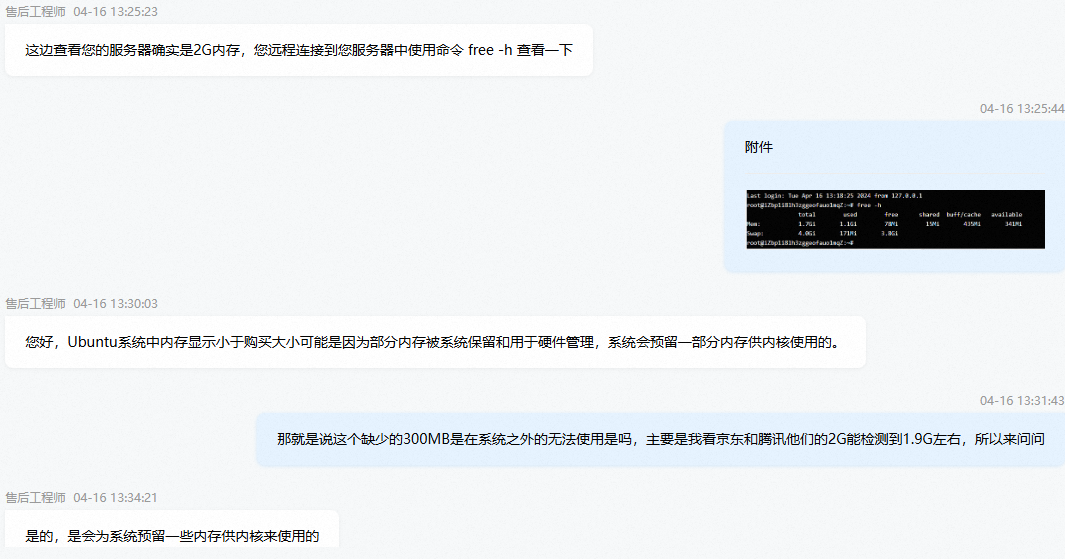 售后工程师 04-16 13:25:23
这边查看您的服务器确实是2G内存，您远程连接到您服务器中使用命令 free -h 查看一下
04-16 13:25:44
附件
Last login: Tue Apr 16 13:18:25 2024 from 127.0.0.1
free -h
total used free shared buff/cache available
Mem: 1.7Gi 1.1Gi 78Mi 15Mi 435Mi 341Mi
Swap: 4.0Gi 171Mi 3.8Gi
售后工程师 04-16 13:30:03
您好，Ubuntu系统中内存显示小于购买大小可能是因为部分内存被系统保留和用于硬件管理，系统会预留一部分内存供内核使用的。
04-16 13:31:43
那就是说这个缺少的300MB是在系统之外的无法使用是吗，主要是我看京东和腾讯他们的2G能检测到1.9G左右，所以来问问
售后工程师 04-16 13:34:21
是的，是会为系统预留一些内存供内核来使用的